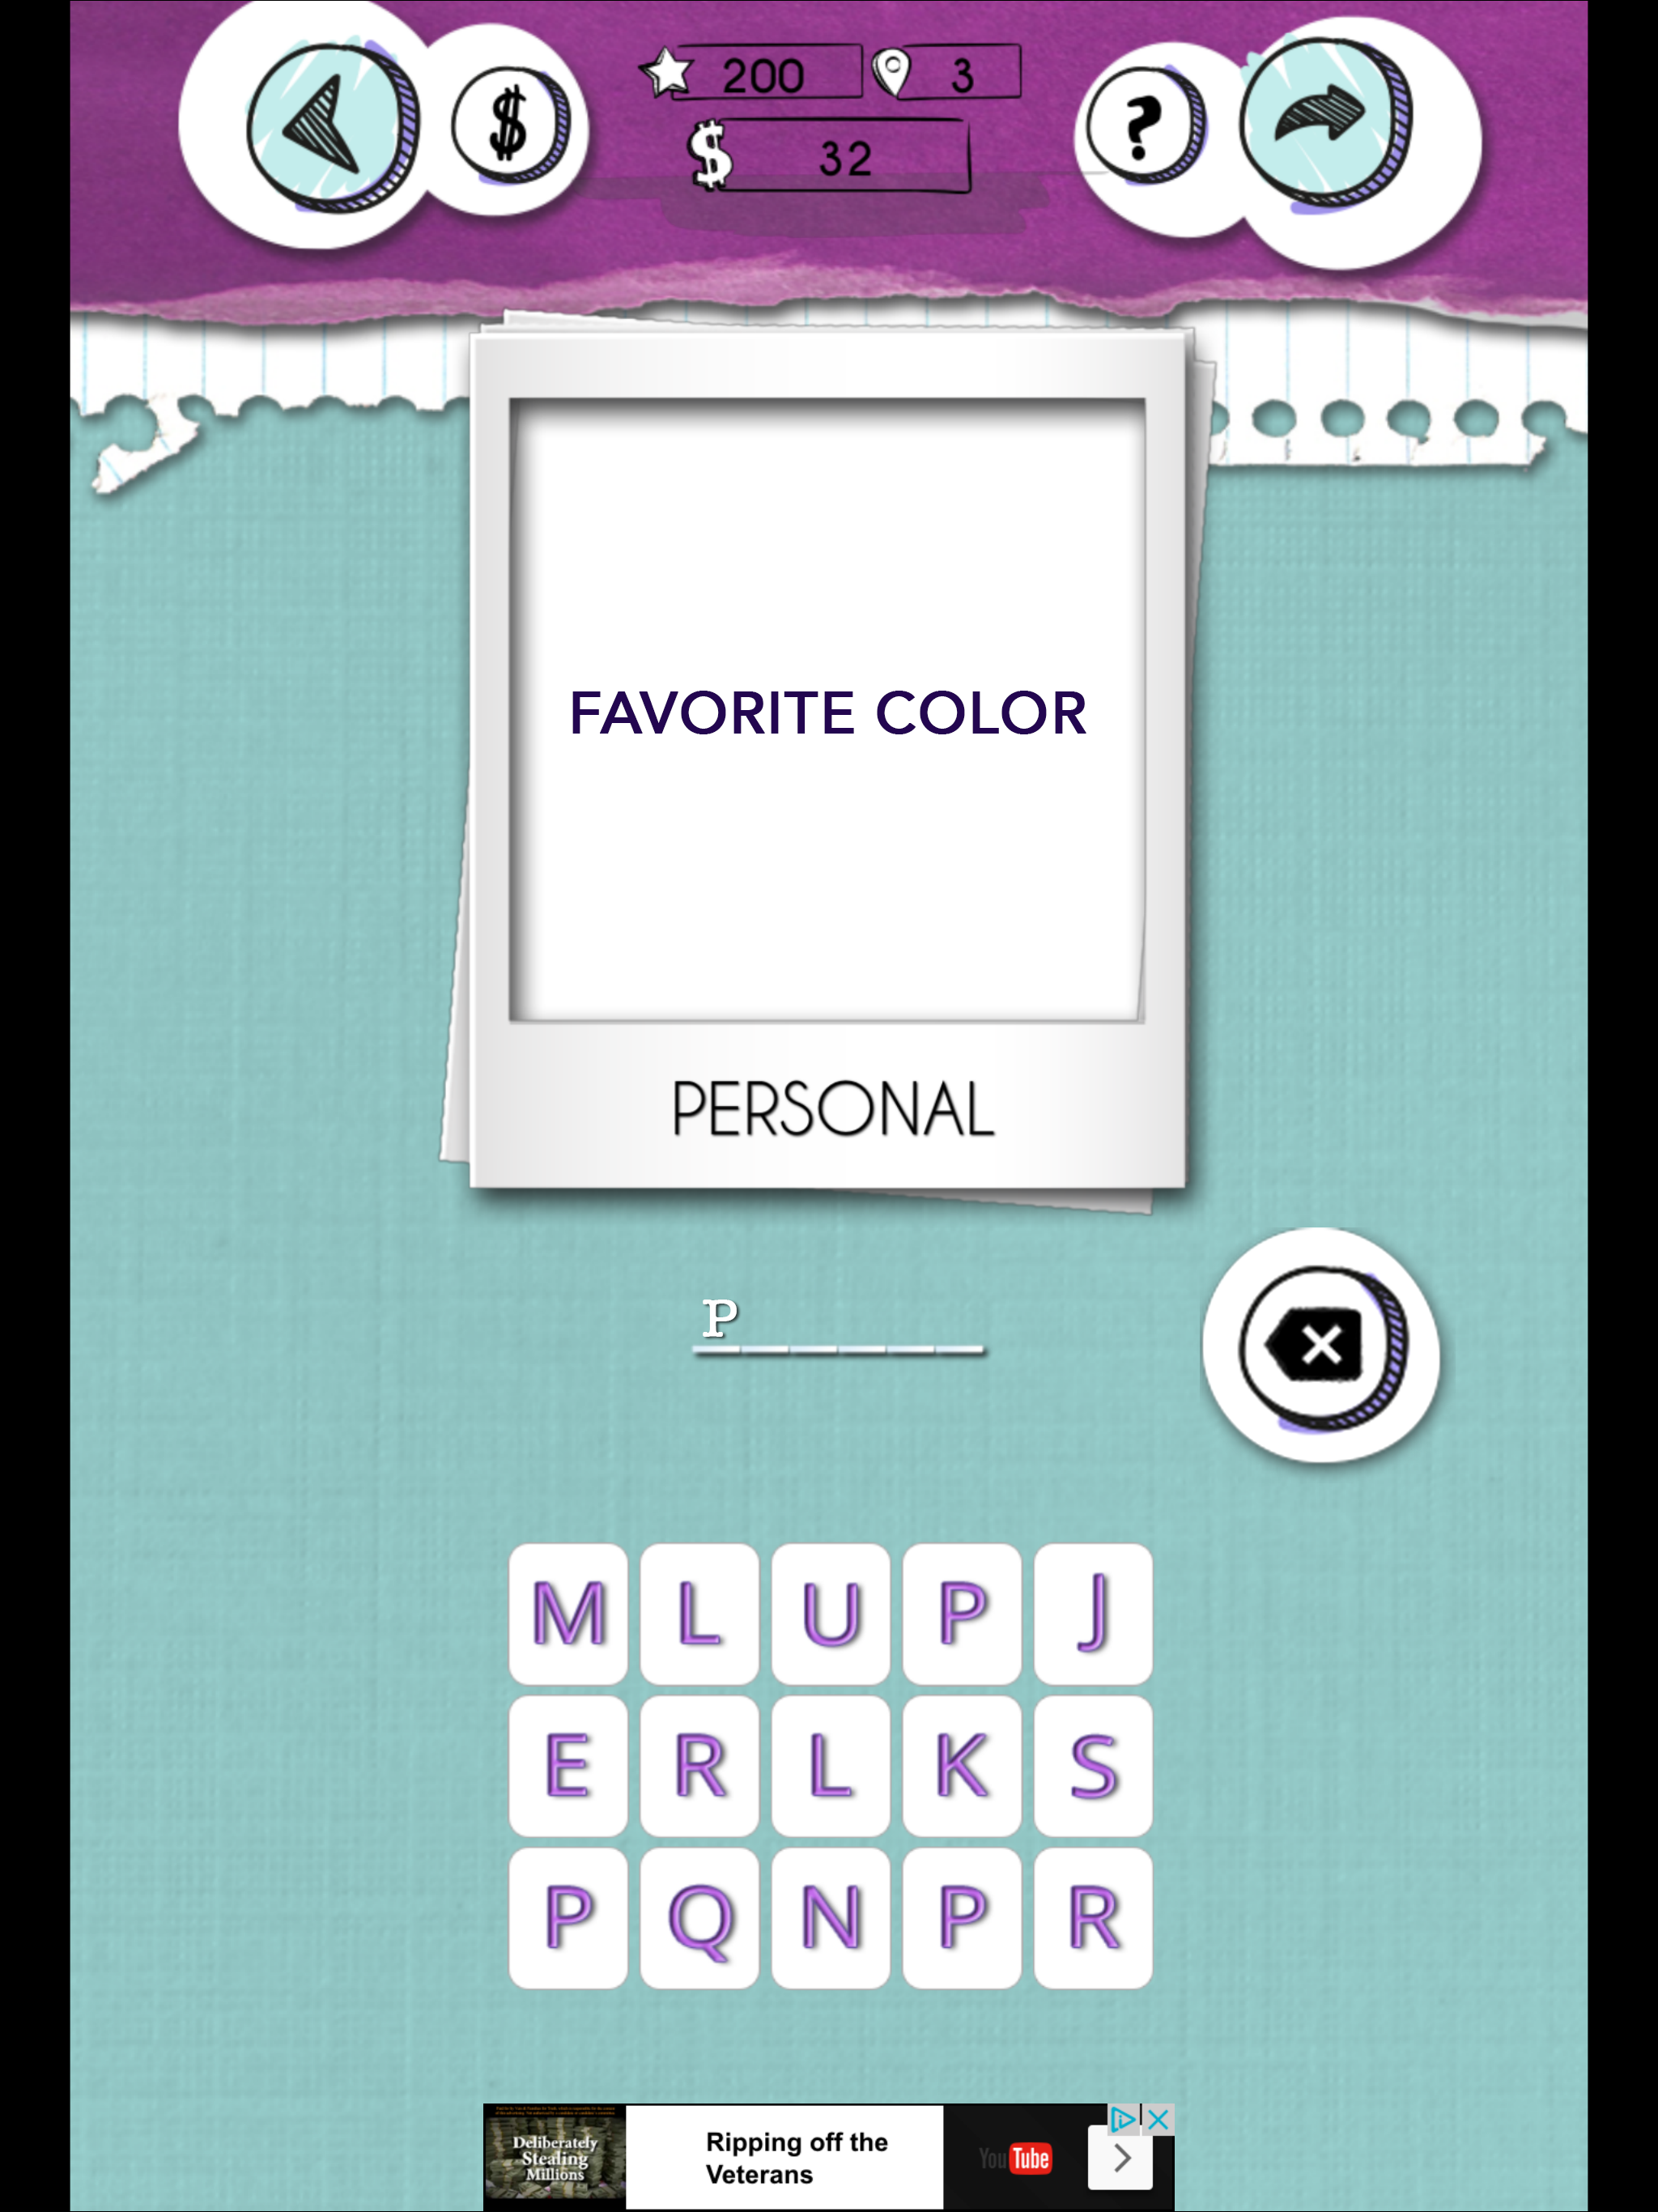 200
3
$
$ 32
?
FAVORITE COLOR
PERSONAL
P
M L U P J
E R L K S
P Q N P R
Deliberately
Stealing
Millions
Ripping off the
Veterans
YouTube